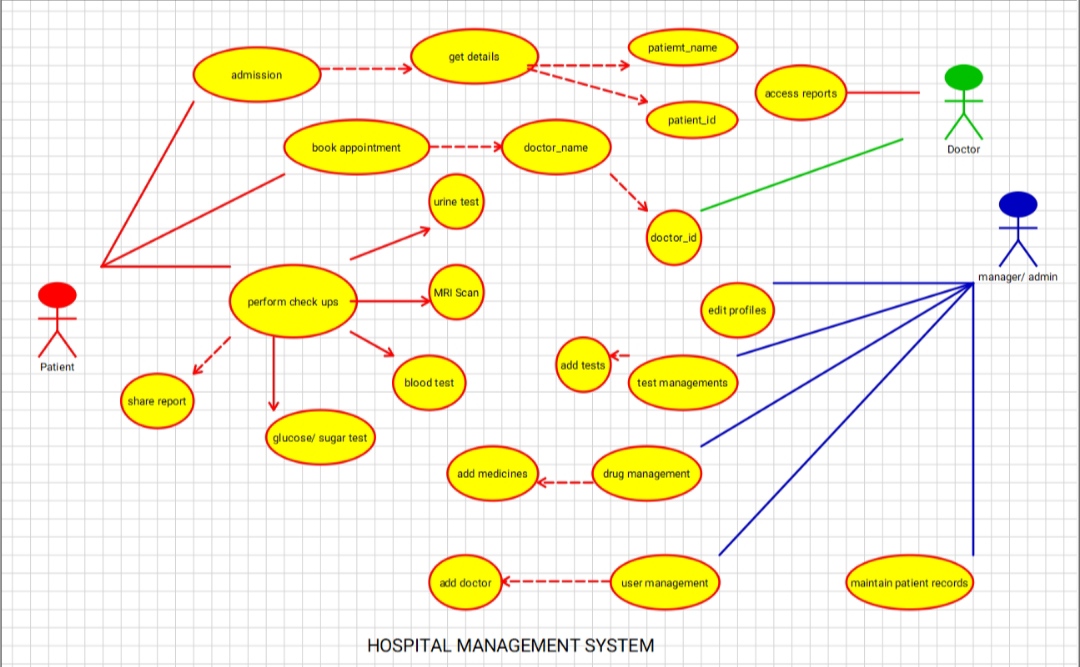 get details
patiemt_name
admission
access reports
patient_id
book appointment
doctor_name
Doctor
urine test
doctor_id
manager/ admin
MRI Scan
perform check ups
edit profiles
Patient
add tests
blood test
test managements
share report
glucose/ sugar test
add medicines
drug management
add doctor
user management
maintain patient records
HOSPITAL MANAGEMENT SYSTEM